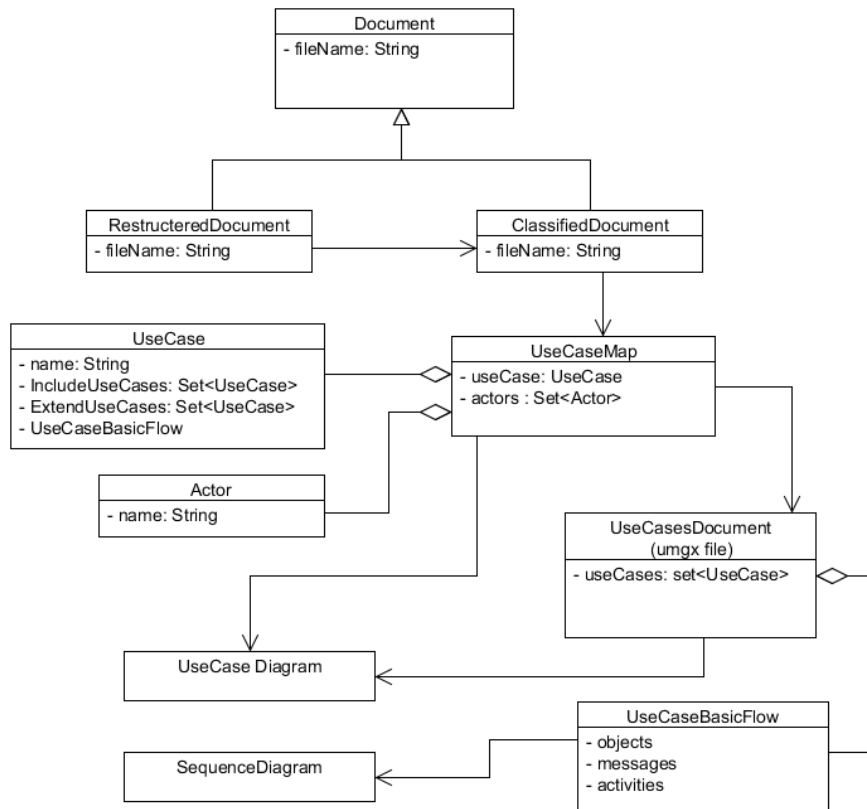 Document
- fileName: String
RestructeredDocument
- fileName: String
ClassifiedDocument
- fileName: String
UseCase
- name: String
- IncludeUseCases: Set<UseCase>
- ExtendUseCases: Set<UseCase>
- UseCaseBasicFlow
UseCaseMap
- useCase: UseCase
- actors : Set<Actor>
Actor
- name: String
UseCasesDocument
(umgx file)
- useCases: set<UseCase>
UseCase Diagram
UseCaseBasicFlow
- objects
- messages
- activities
SequenceDiagram